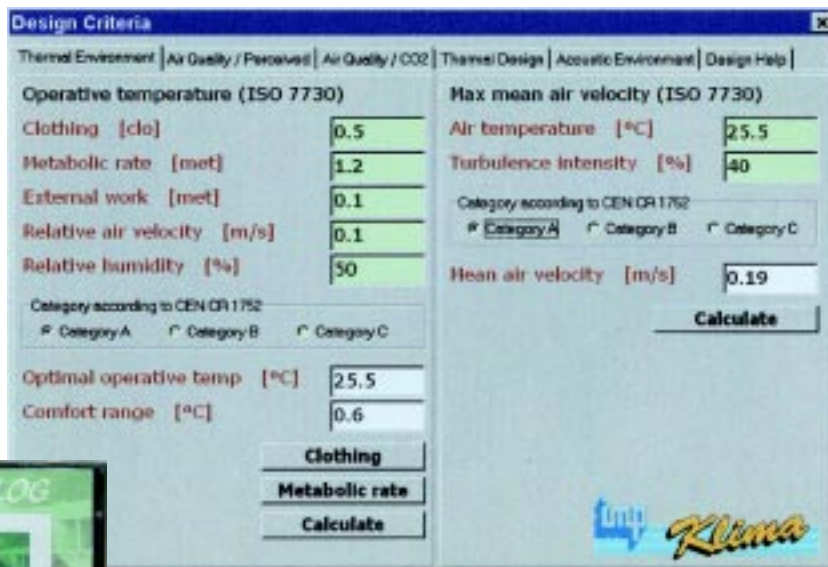 Design Criteria
Thermal Environment | Air Quality / Perceived | Air Quality / CO2 | Thermal Design | Acoustic Environment | Design Help
Operative temperature (ISO 7730)
Clothing [clo] 0.5
Metabolic rate [met] 1.2
External work [met] 0.1
Relative air velocity [m/s] 0.1
Relative humidity [%] 50
Category according to CEN CR 1752
Category A Category B Category C
Optimal operative temp [ºC] 25.5
Comfort range [ºC] 0.6
Clothing
Metabolic rate
Calculate
Max mean air velocity (ISO 7730)
Air temperature [ºC] 25.5
Turbulence intensity [%] 40
Category according to CEN CR 1752
Category A Category B Category C
Mean air velocity [m/s] 0.19
Calculate
imp Klima